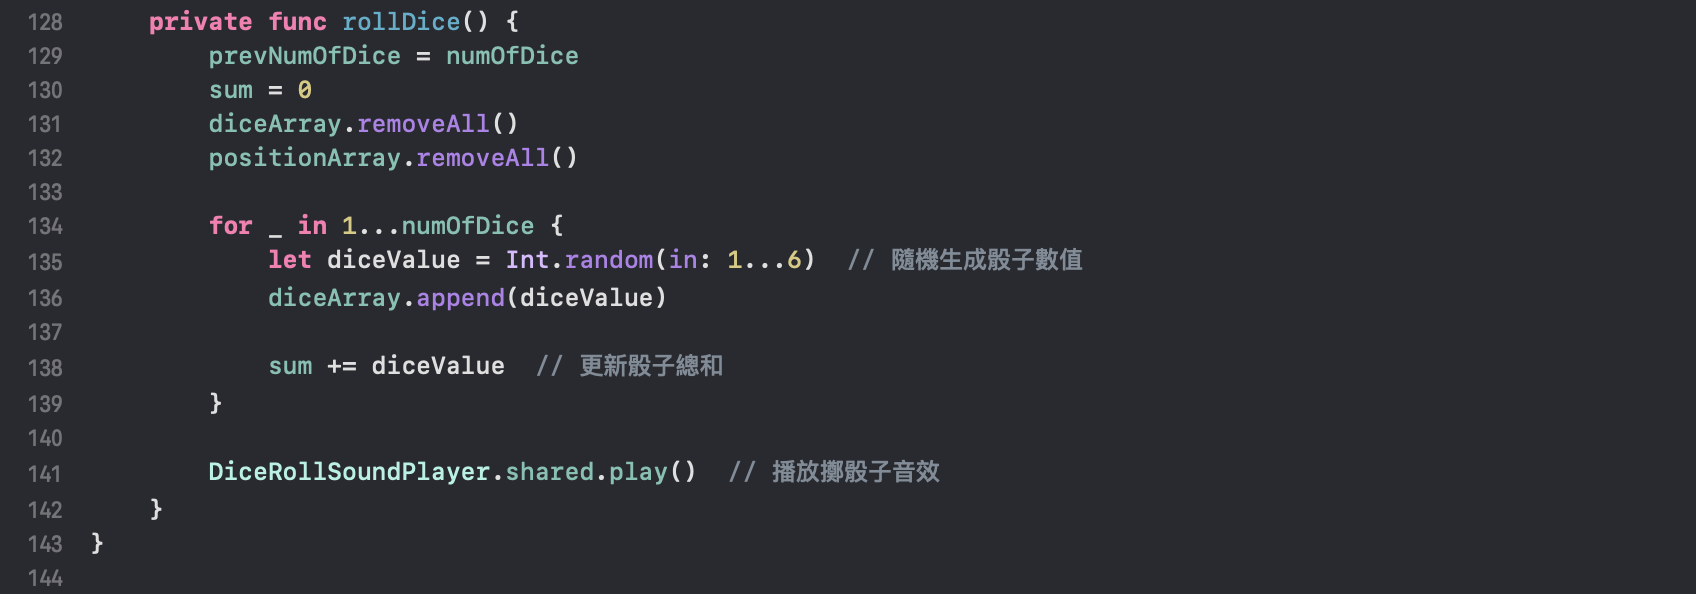 128 private func rollDice() {
129 prevNumOfDice = numOfDice
130 sum = 0
131 diceArray.removeAll()
132 positionArray.removeAll()
133
134 for _ in 1...numOfDice {
135 let diceValue = Int.random(in: 1...6) // 隨機生成骰子數值
136 diceArray.append(diceValue)
137
138 sum += diceValue // 更新骰子總和
139 }
140
141 DiceRollSoundPlayer.shared.play() // 播放擲骰子音效
142 }
143 }
144